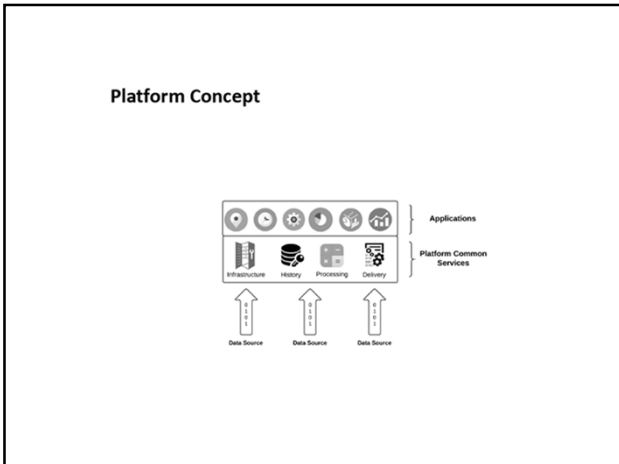 Platform Concept
Applications
Infrastructure History Processing Delivery
Platform Common
Services
0 0 0
1 1 1
0 0 0
1 1 1
Data Source Data Source Data Source